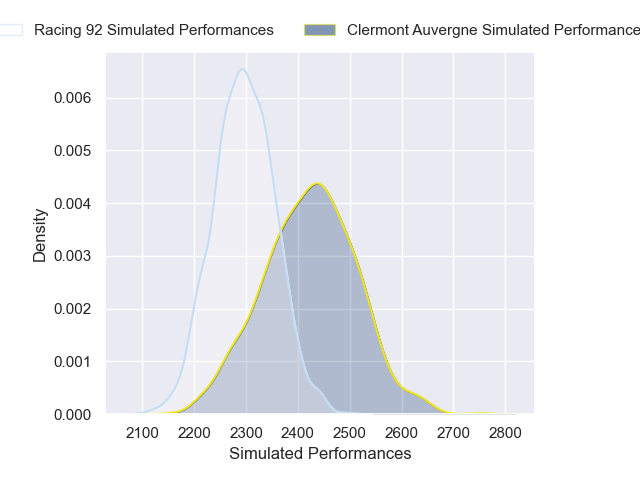 Racing 92 Simulated Performances
Clermont Auvergne Simulated Performance
0.006
0.005
0.004
0.003
0.002
0.001
0.000
Density
2100 2200 2300 2400 2500 2600 2700 2800
Simulated Performances